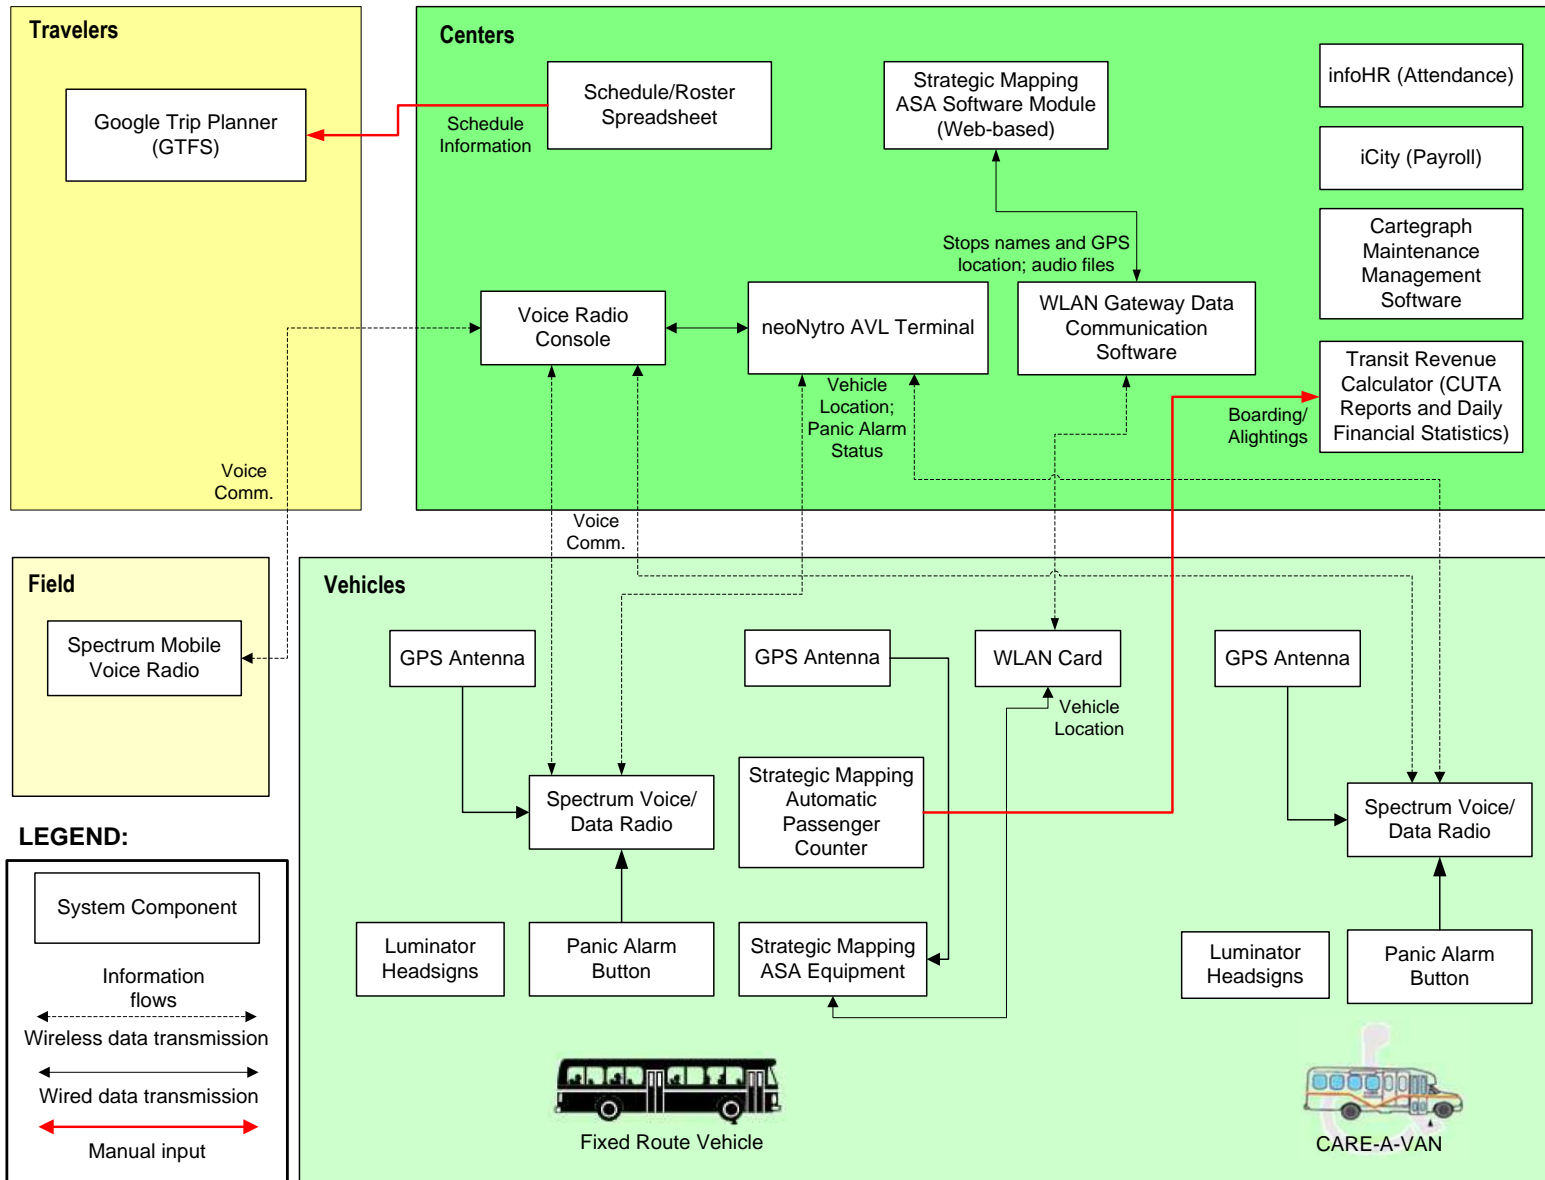 Travelers
Google Trip Planner
(GTFS)
Voice
Comm.
Centers
Schedule/Roster
Spreadsheet
Schedule
Information
Strategic Mapping
ASA Software Module
(Web-based)
infoHR (Attendance)
iCity (Payroll)
Cartegraph
Maintenance
Management
Software
Transit Revenue
Calculator (CUTA
Reports and Daily
Financial Statistics)
Stops names and GPS
location; audio files
Voice Radio
Console
neoNytro AVL Terminal
WLAN Gateway Data
Communication
Software
Vehicle
Location;
Panic Alarm
Status
Boarding/
Alightings
Voice
Comm.
Field
Spectrum Mobile
Voice Radio
Vehicles
GPS Antenna
GPS Antenna
WLAN Card
GPS Antenna
Vehicle
Location
Spectrum Voice/
Data Radio
Strategic Mapping
Automatic
Passenger
Counter
Spectrum Voice/
Data Radio
Luminator
Headsigns
Panic Alarm
Button
Strategic Mapping
ASA Equipment
Luminator
Headsigns
Panic Alarm
Button
Fixed Route Vehicle
CARE-A-VAN
LEGEND:
System Component
Information
flows
Wireless data transmission
Wired data transmission
Manual input